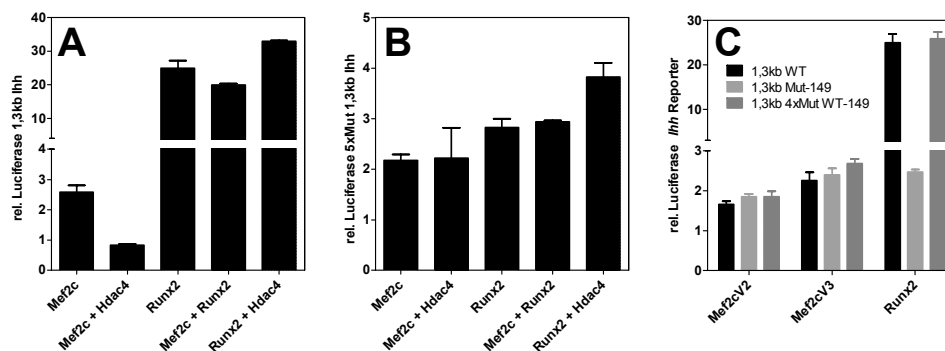 A
rel. Luciferase 1,3kb Ihh
40
30
20
10
3
2
1
0
Mef2c
Mef2c + Hdac4
Runx2
Mef2c + Runx2
Runx2 + Hdac4
B
rel. Luciferase 5xMut 1,3kb Ihh
5
4
3
2
1
0
Mef2c
Mef2c + Hdac4
Runx2
Mef2c + Runx2
Runx2 + Hdac4
C
rel. Luciferase Ihh Reporter
30
20
10
3
2
1
0
1,3kb WT
1,3kb Mut-149
1,3kb 4xMut WT-149
Mef2cV2
Mef2cV3
Runx2